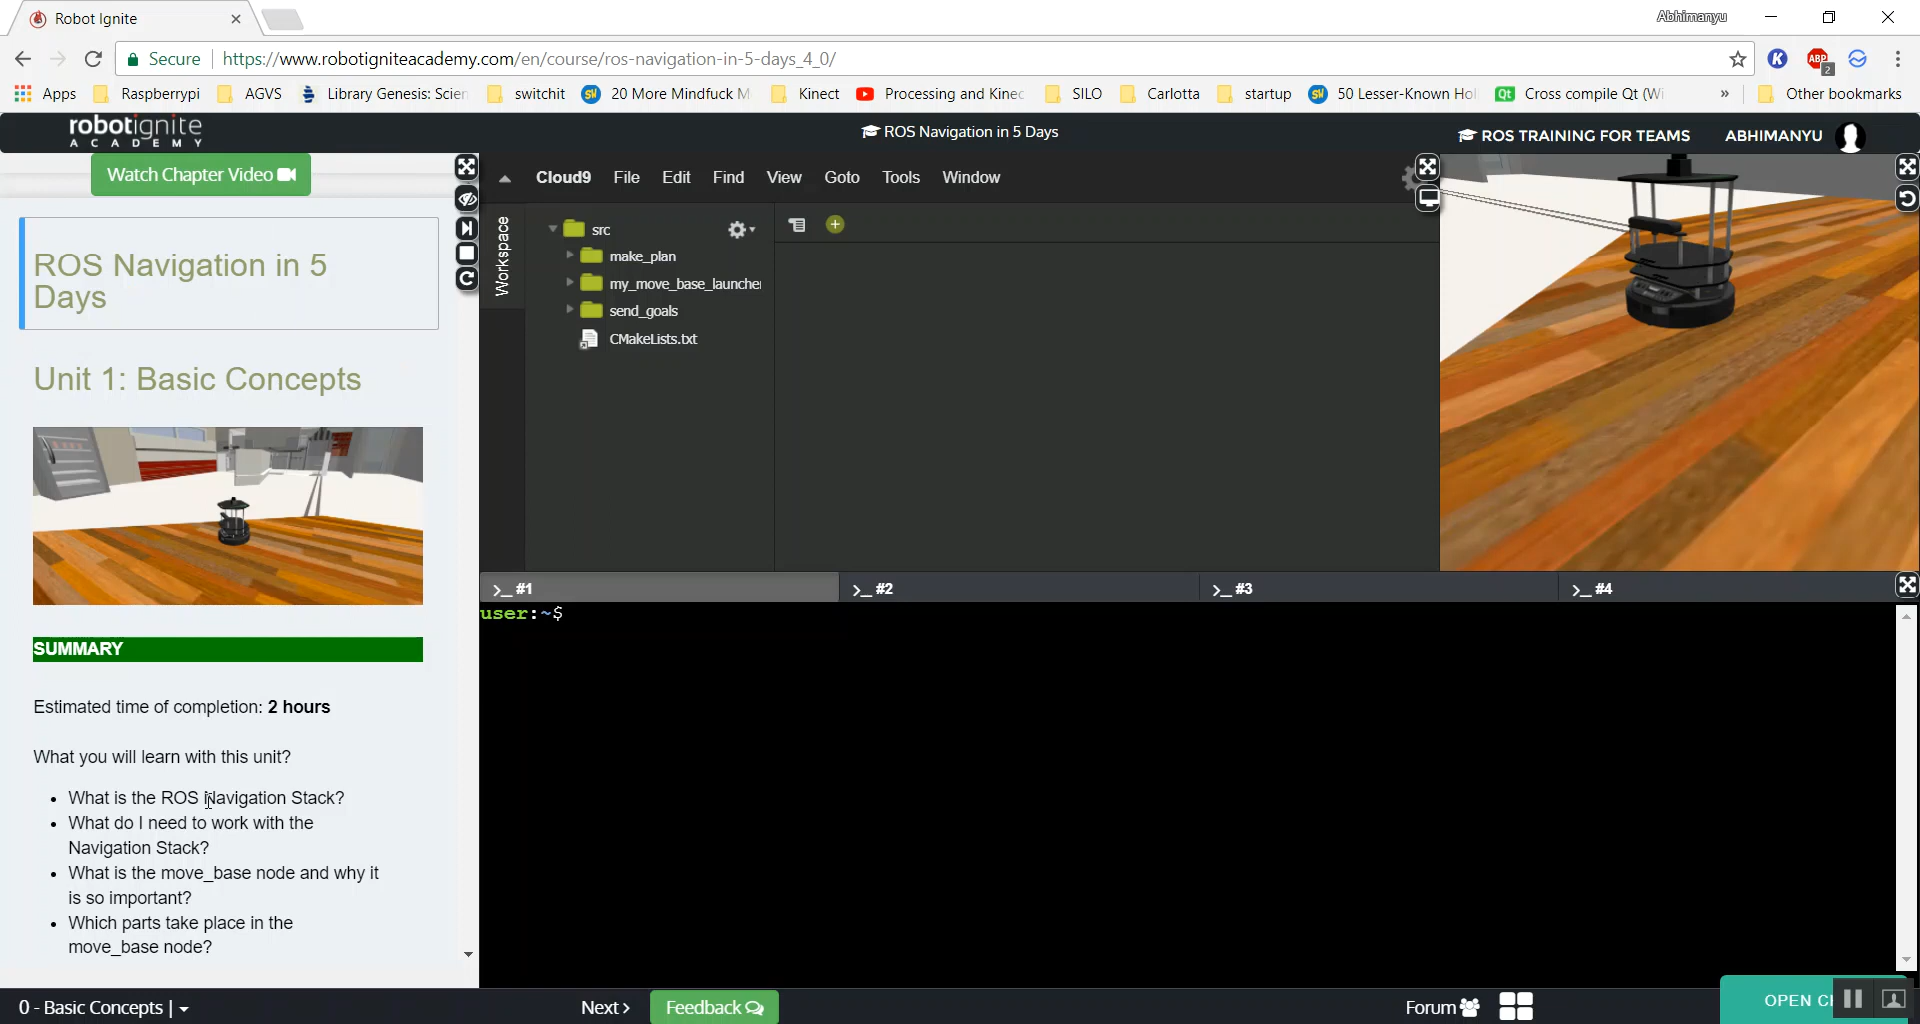 Robot Ignite
Abhimanyu
Secure
https://www.robotigniteacademy.com/en/course/ros-navigation-in-5-days_4_0/
ABP
2
Apps
Raspberrypi
AGVS
Library Genesis: Scien
switchit
20 More Mindfuck M
Kinect
Processing and Kinec
SILO
Carlotta
startup
50 Lesser-Known Ho
Cross compile Qt (Wi
»
Other bookmarks
robotignite
ACADEMY
ROS Navigation in 5 Days
ROS TRAINING FOR TEAMS
ABHIMANYU
Watch Chapter Video
Cloud9 File Edit Find View Goto Tools Window
Workspace
src
make_plan
my_move_base_launche
send_goals
CMakeLists.txt
ROS Navigation in 5
Days
Unit 1: Basic Concepts
SUMMARY
Estimated time of completion: 2 hours
What you will learn with this unit?
• What is the ROS Navigation Stack?
• What do I need to work with the
Navigation Stack?
• What is the move_base node and why it
is so important?
• Which parts take place in the
move_base node?
>_ #1
>_ #2
>_ #3
>_ #4
user:~$
0 - Basic Concepts |
Next >
Feedback
Forum
OPEN